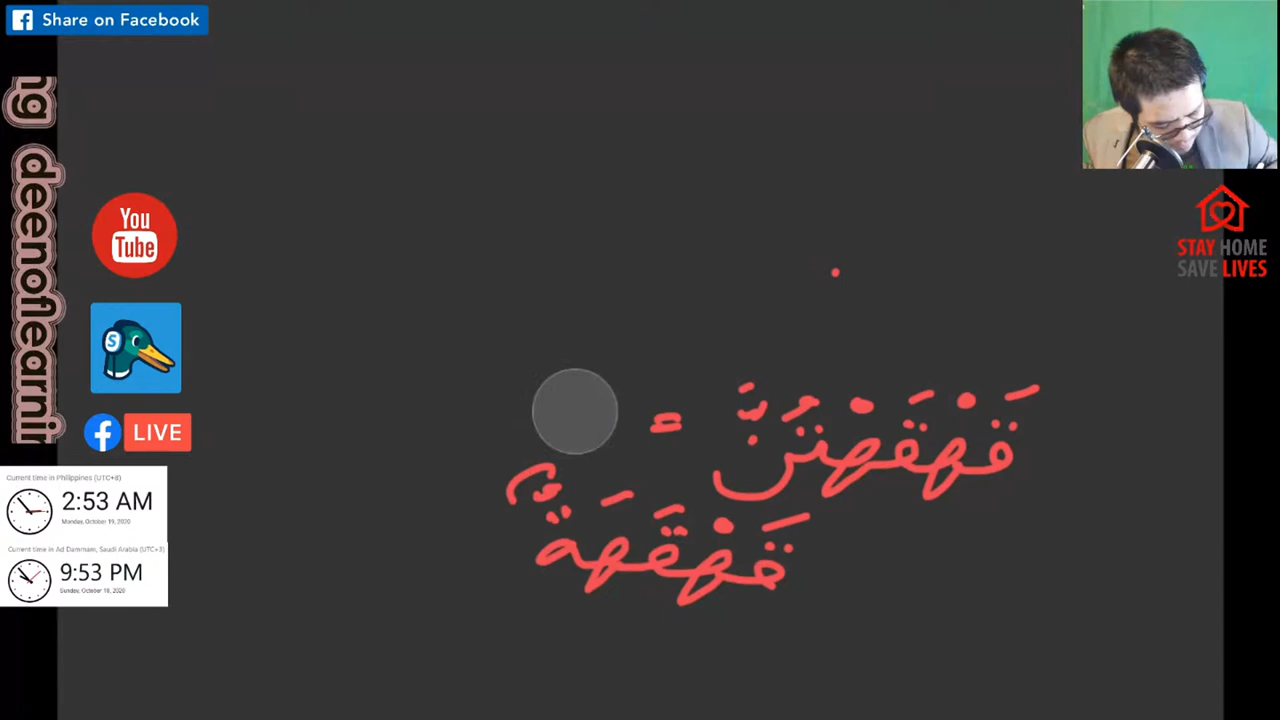 Share on Facebook
ng deenoflearni
You
Tube
STAY HOME
SAVE LIVES
LIVE
Current time in Philippines (UTC+8)
2:53 AM
Monday, October 19, 2020
Current time in Ad Dammam, Saudi Arabia (UTC+3)
9:53 PM
Sunday, October 18, 2020
=
قَهْقَهَةٌ